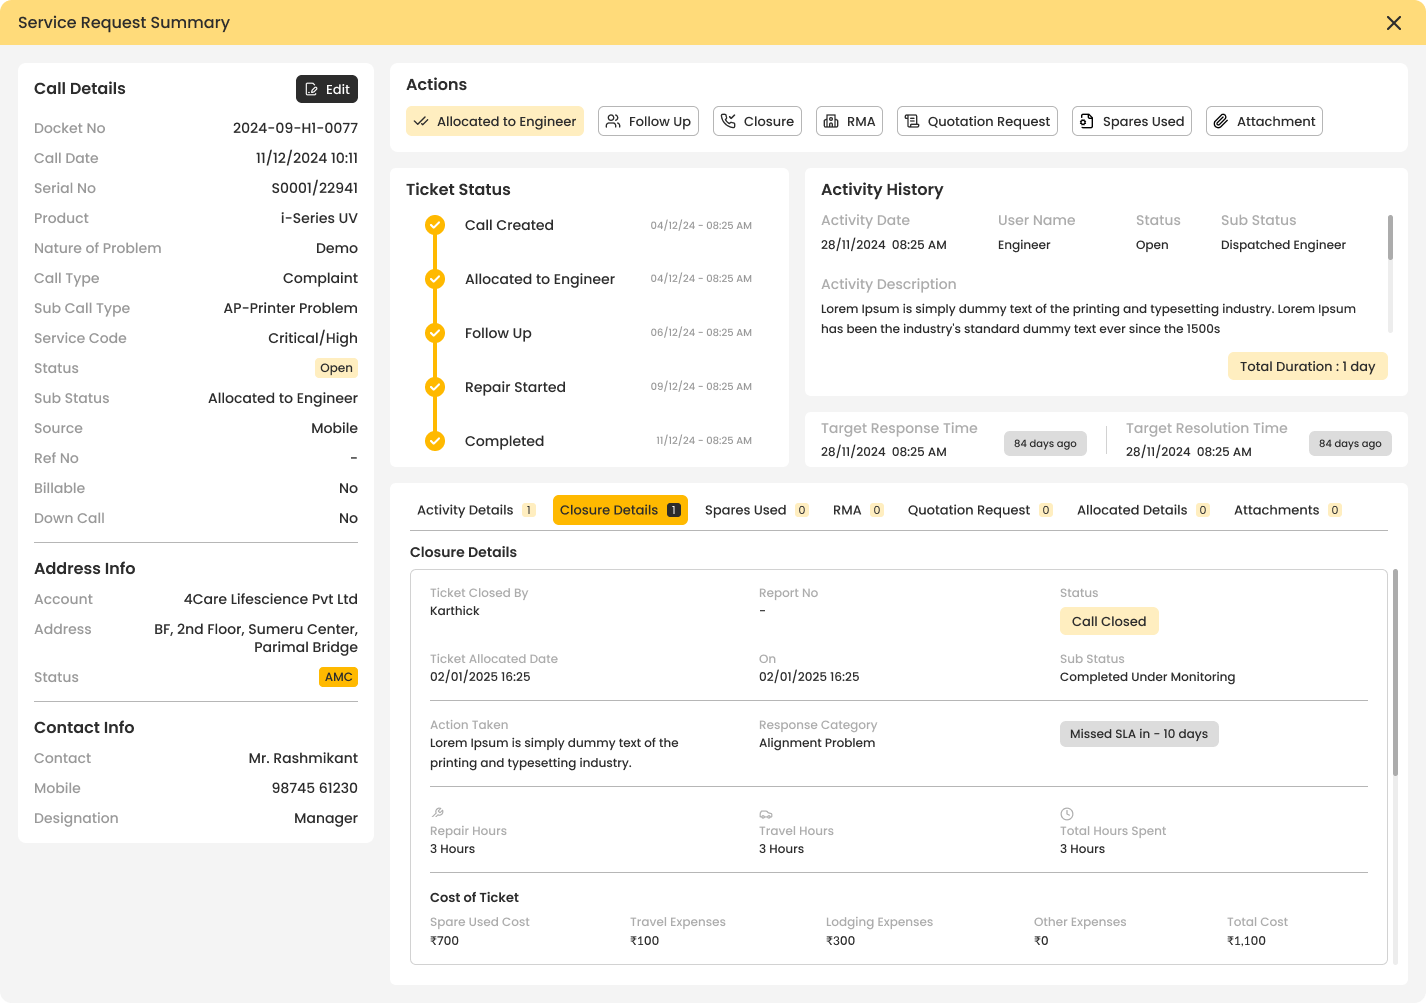 Service Request Summary
Call Details
Edit
Docket No 2024-09-H1-0077
Call Date 11/12/2024 10:11
Serial No S0001/22941
Product i-Series UV
Nature of Problem Demo
Call Type Complaint
Sub Call Type AP-Printer Problem
Service Code Critical/High
Status Open
Sub Status Allocated to Engineer
Source Mobile
Ref No -
Billable No
Down Call No
Address Info
Account 4Care Lifescience Pvt Ltd
Address BF, 2nd Floor, Sumeru Center,
Parimal Bridge
Status AMC
Contact Info
Contact Mr. Rashmikant
Mobile 98745 61230
Designation Manager
Actions
Allocated to Engineer Follow Up Closure RMA Quotation Request Spares Used Attachment
Ticket Status
Call Created 04/12/24 - 08:25 AM
Allocated to Engineer 04/12/24 - 08:25 AM
Follow Up 06/12/24 - 08:25 AM
Repair Started 09/12/24 - 08:25 AM
Completed 11/12/24 - 08:25 AM
Activity History
Activity Date User Name Status Sub Status
28/11/2024 08:25 AM Engineer Open Dispatched Engineer
Activity Description
Lorem Ipsum is simply dummy text of the printing and typesetting industry. Lorem Ipsum
has been the industry's standard dummy text ever since the 1500s
Total Duration : 1 day
Target Response Time
28/11/2024 08:25 AM
84 days ago
Target Resolution Time
28/11/2024 08:25 AM
84 days ago
Activity Details 1 Closure Details 1 Spares Used 0 RMA 0 Quotation Request 0 Allocated Details 0 Attachments 0
Closure Details
Ticket Closed By Report No Status
Karthick - Call Closed
Ticket Allocated Date On Sub Status
02/01/2025 16:25 02/01/2025 16:25 Completed Under Monitoring
Action Taken Response Category
Lorem Ipsum is simply dummy text of the Alignment Problem Missed SLA in - 10 days
printing and typesetting industry.
Repair Hours Travel Hours Total Hours Spent
3 Hours 3 Hours 3 Hours
Cost of Ticket
Spare Used Cost Travel Expenses Lodging Expenses Other Expenses Total Cost
₹700 ₹100 ₹300 ₹0 ₹1,100